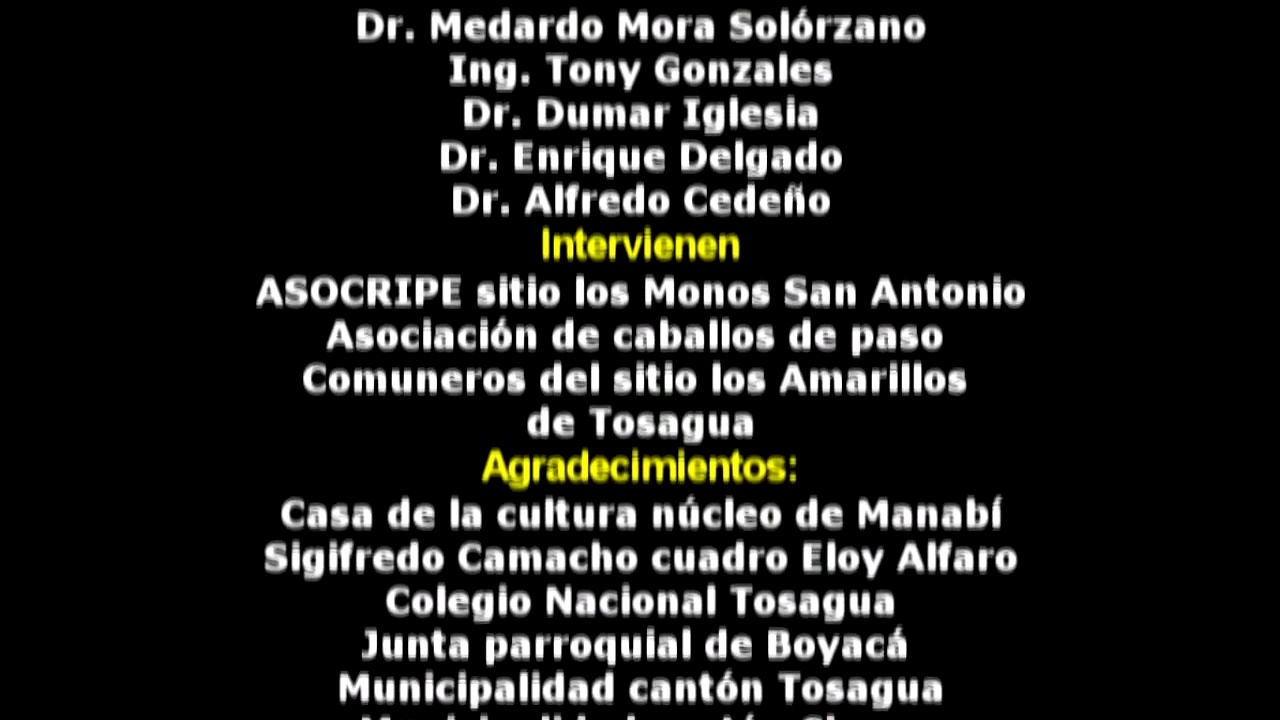 Dr. Medardo Mora Solórzano
Ing. Tony Gonzales
Dr. Dumar Iglesia
Dr. Enrique Delgado
Dr. Alfredo Cedeño
Intervienen
ASOCRIPE sitio los Monos San Antonio
Asociación de caballos de paso
Comuneros del sitio los Amarillos
de Tosagua
Agradecimientos:
Casa de la cultura núcleo de Manabí
Sigifredo Camacho cuadro Eloy Alfaro
Colegio Nacional Tosagua
Junta parroquial de Boyacá
Municipalidad cantón Tosagua